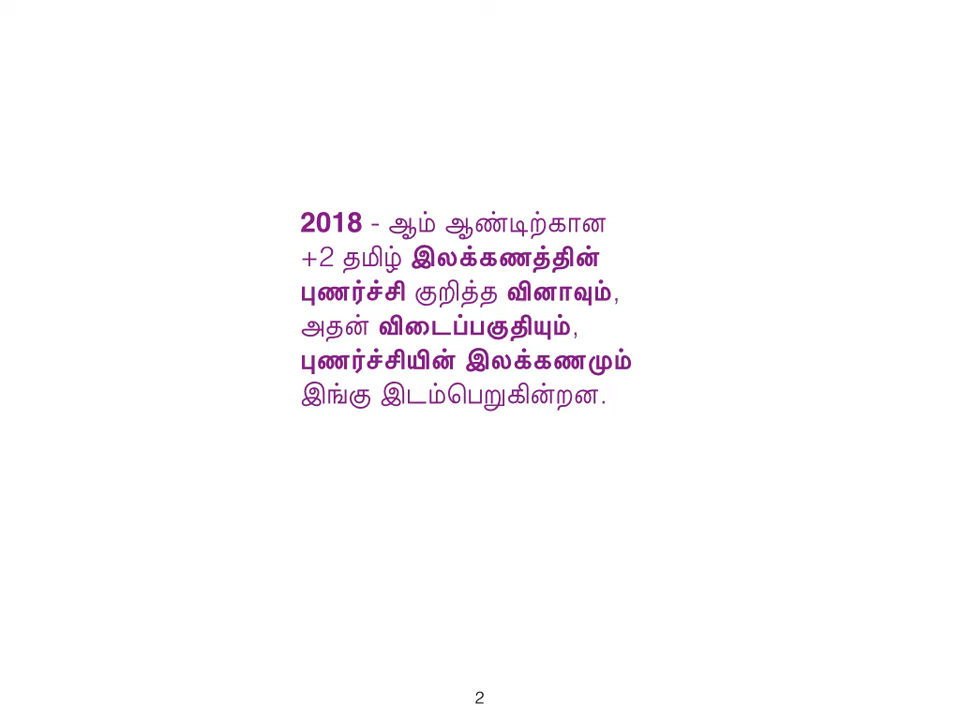 2018 - ஆம் ஆண்டிற்கான
+2 தமிழ் இலக்கணத்தின்
புணர்ச்சி குறித்த வினாவும்,
அதன் விடைப்பகுதியும்,
புணர்ச்சியின் இலக்கணமும்
இங்கு இடம்பெறுகின்றன.
2